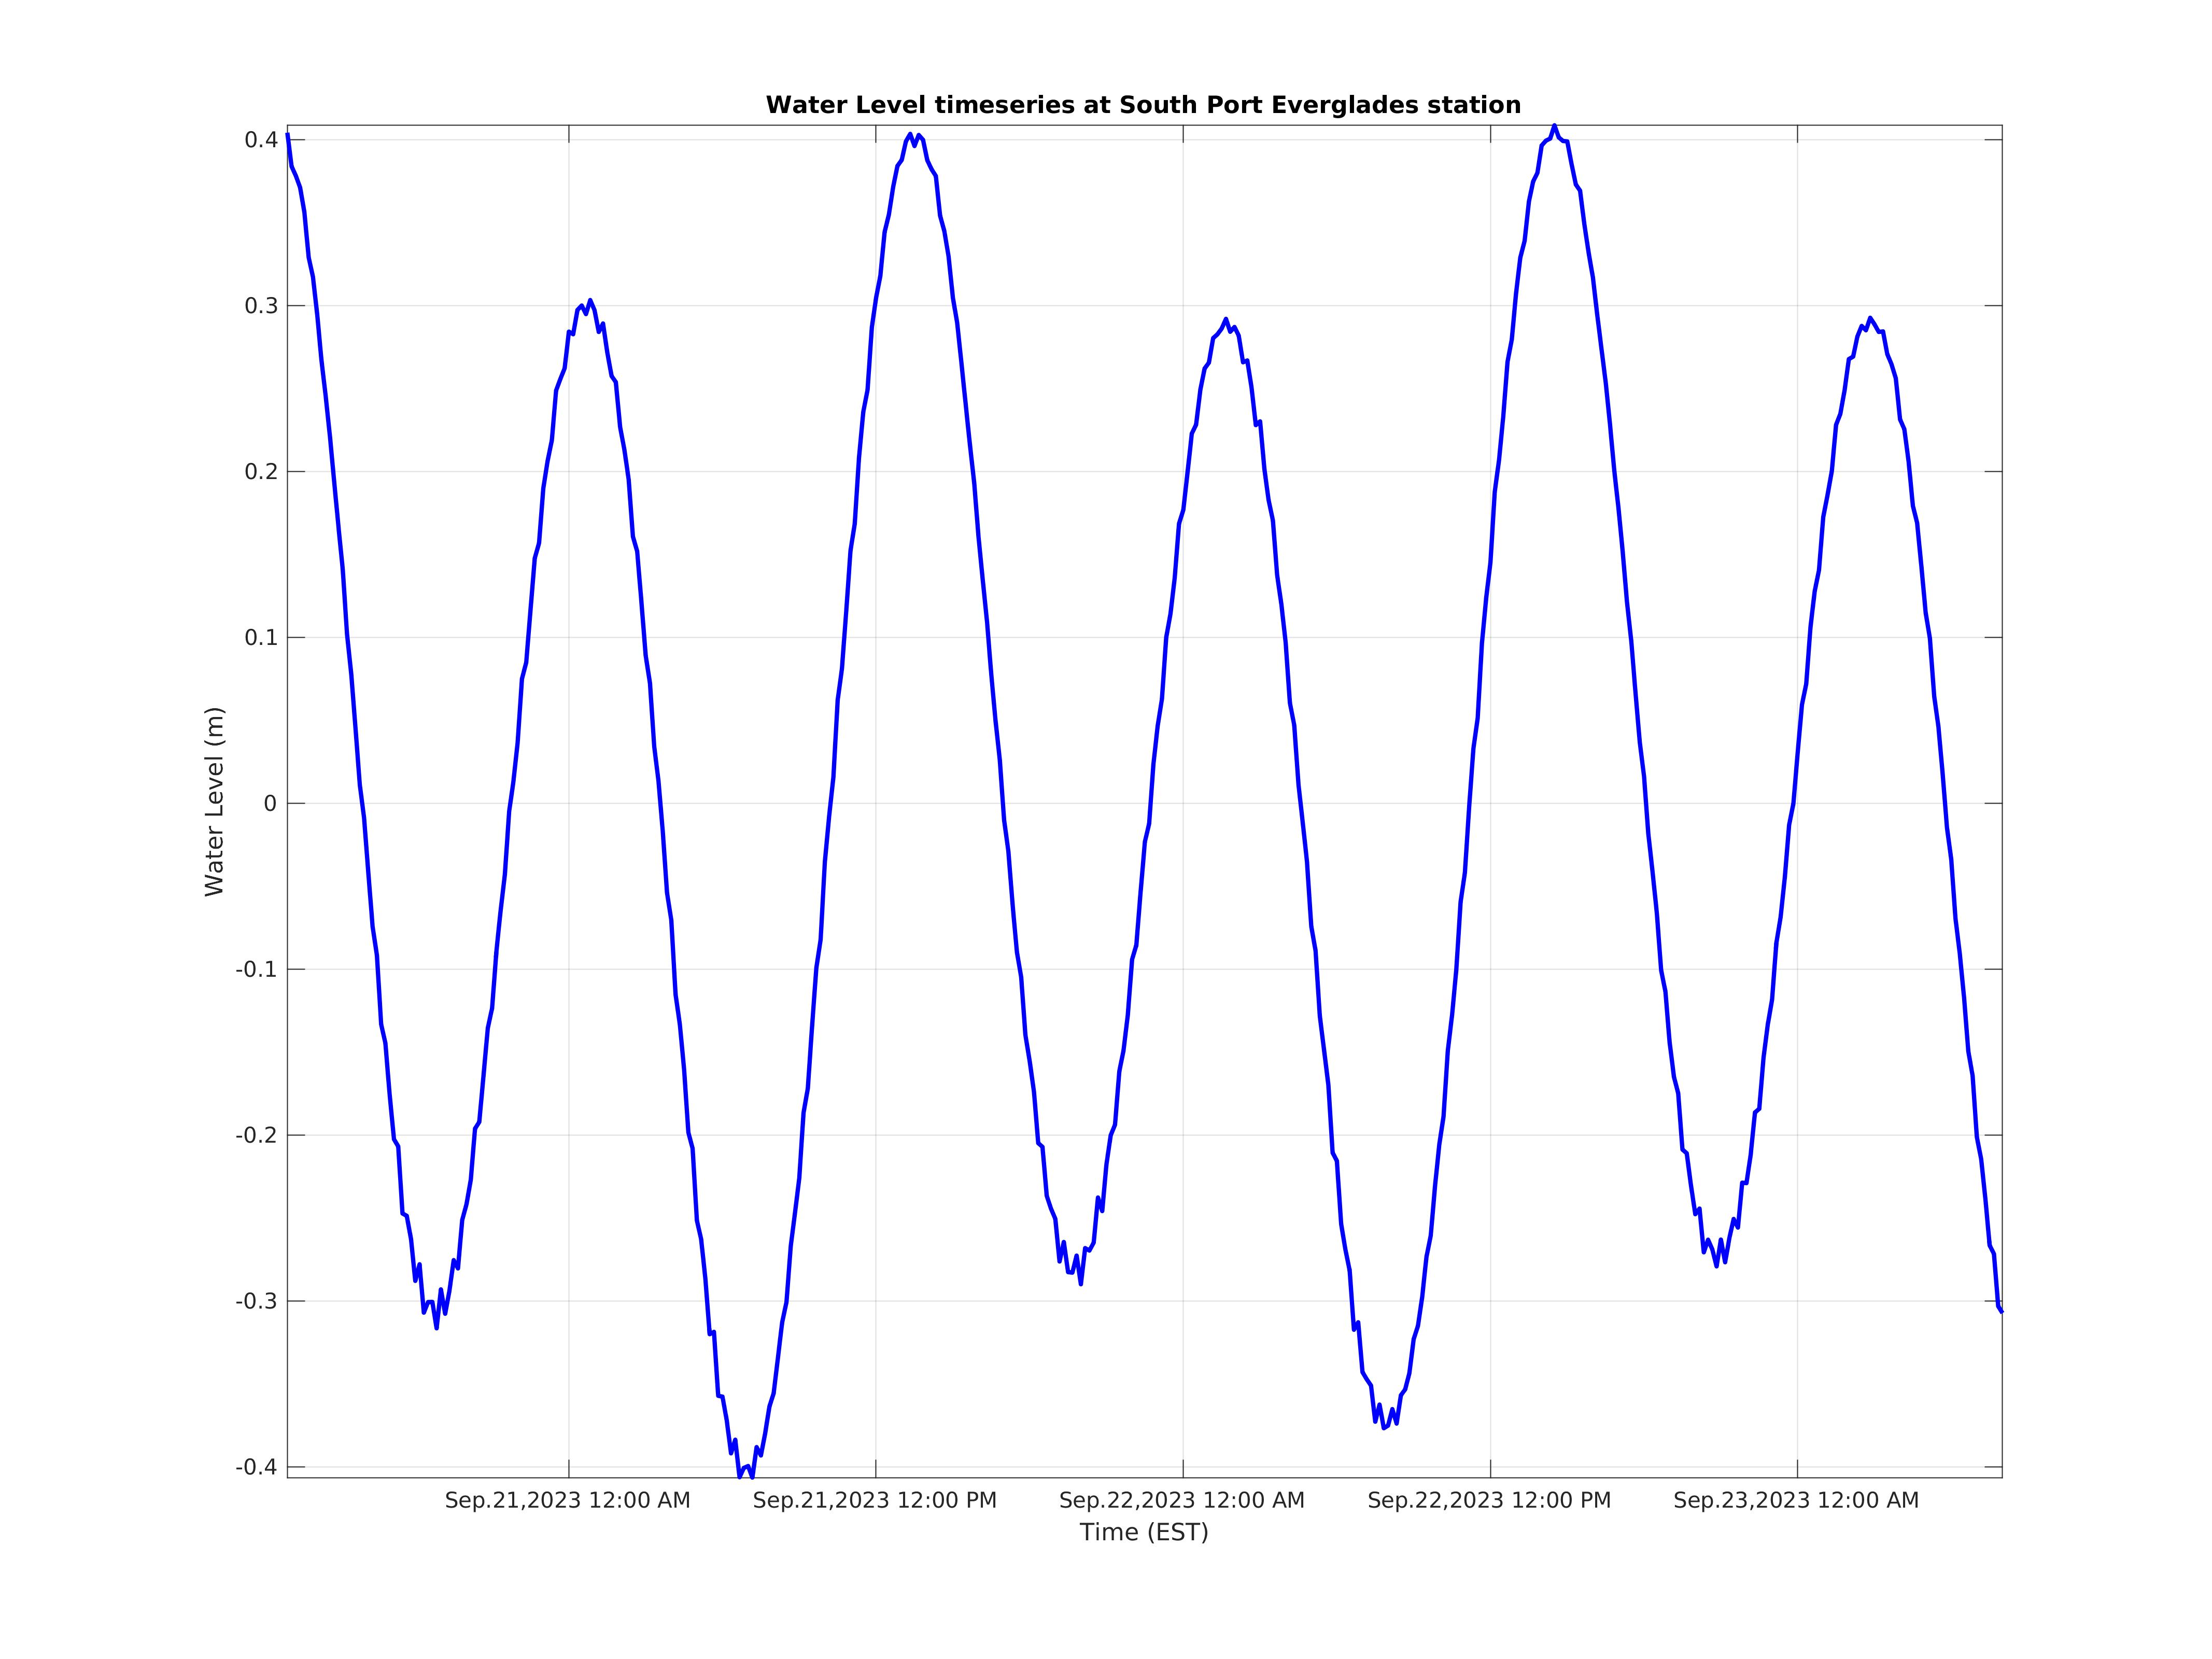 Water Level timeseries at South Port Everglades station
0.4
0.3
0.2
0.1
0
-0.1
-0.2
-0.3
-0.4
Water Level (m)
Sep.21,2023 12:00 AM
Sep.21,2023 12:00 PM
Sep.22,2023 12:00 AM
Sep.22,2023 12:00 PM
Sep.23,2023 12:00 AM
Time (EST)